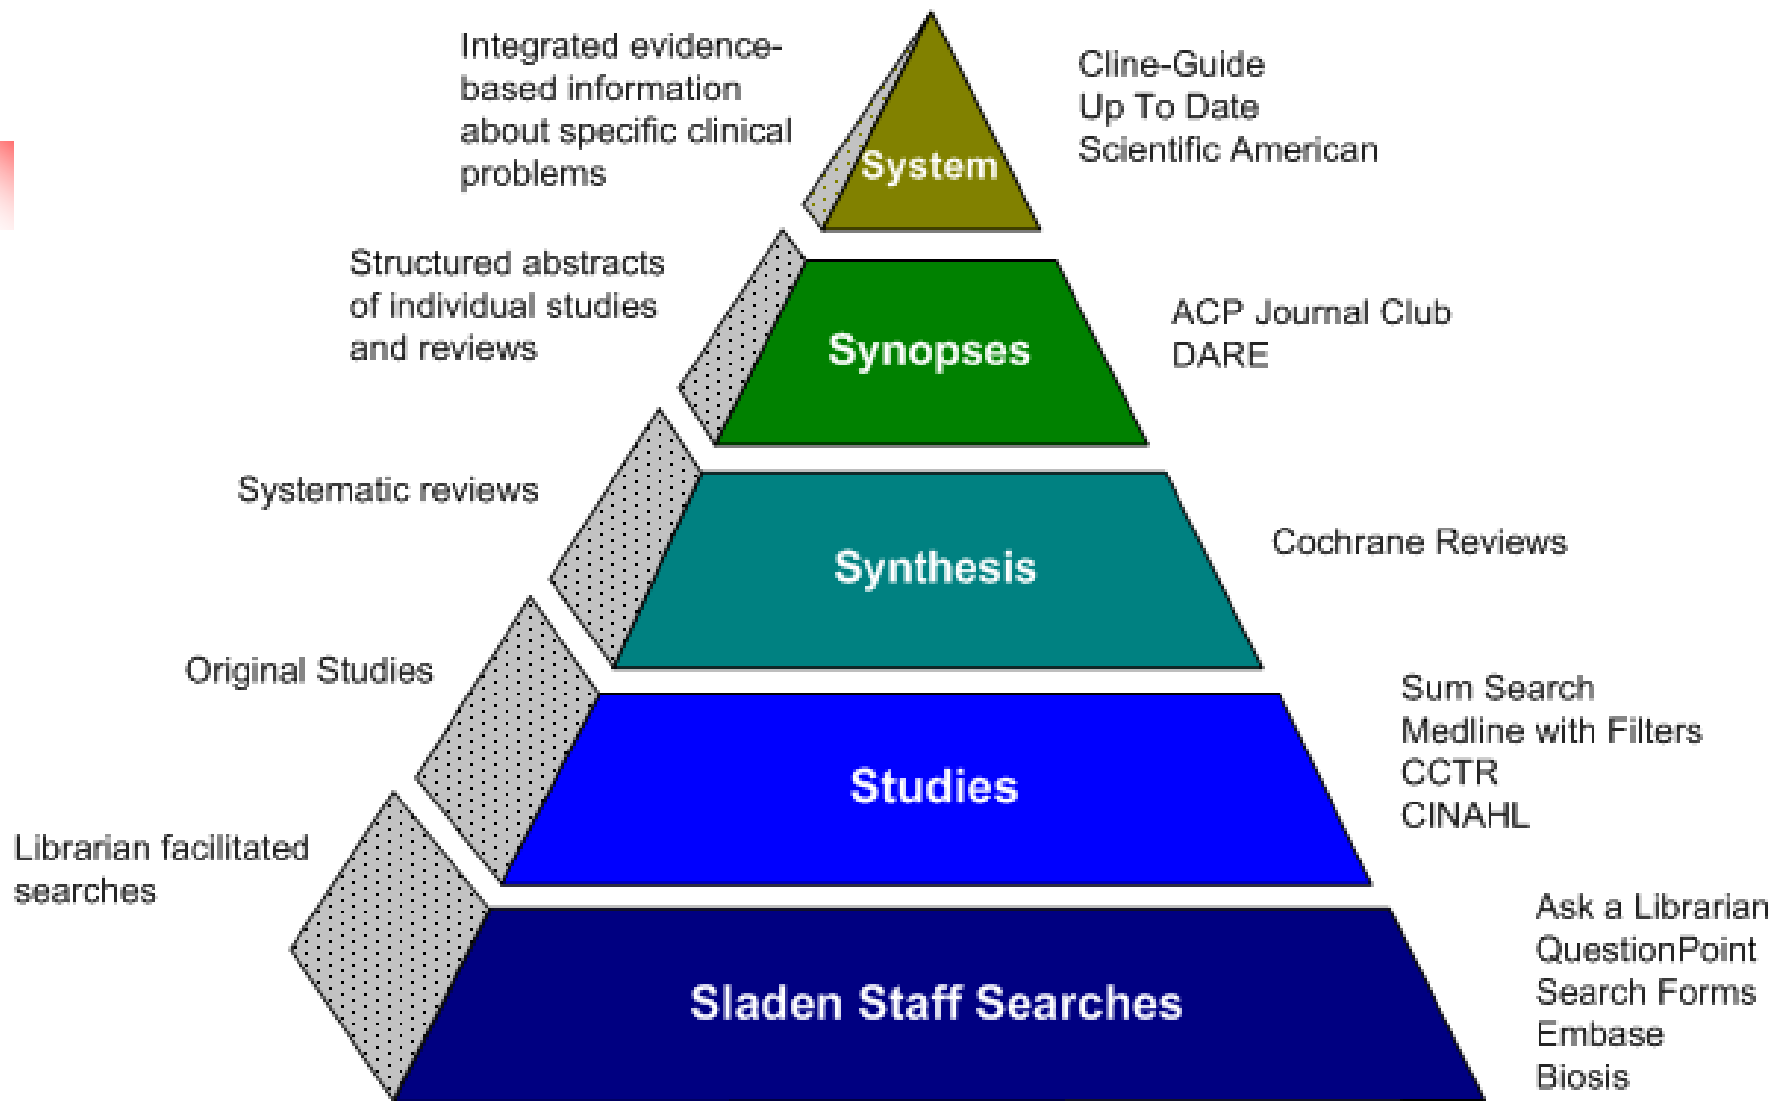 Integrated evidence-
based information
about specific clinical
problems
System
Cline-Guide
Up To Date
Scientific American
Structured abstracts
of individual studies
and reviews
Synopses
ACP Journal Club
DARE
Systematic reviews
Synthesis
Cochrane Reviews
Original Studies
Studies
Sum Search
Medline with Filters
CCTR
CINAHL
Librarian facilitated
searches
Sladen Staff Searches
Ask a Librarian
QuestionPoint
Search Forms
Embase
Biosis